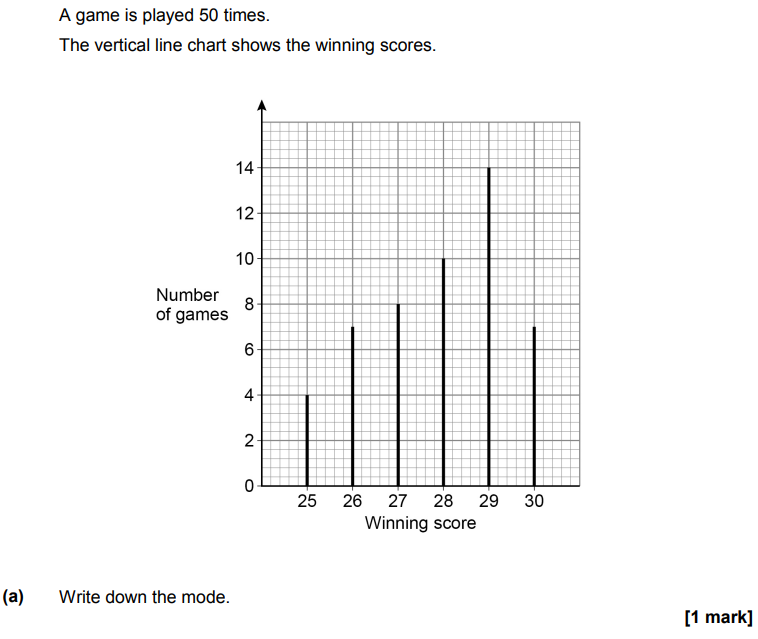 A game is played 50 times.
The vertical line chart shows the winning scores.
14
12
10
Number
of games
8
6
4
2
0
25 26 27 28 29 30
Winning score
(a) Write down the mode.
[1 mark]